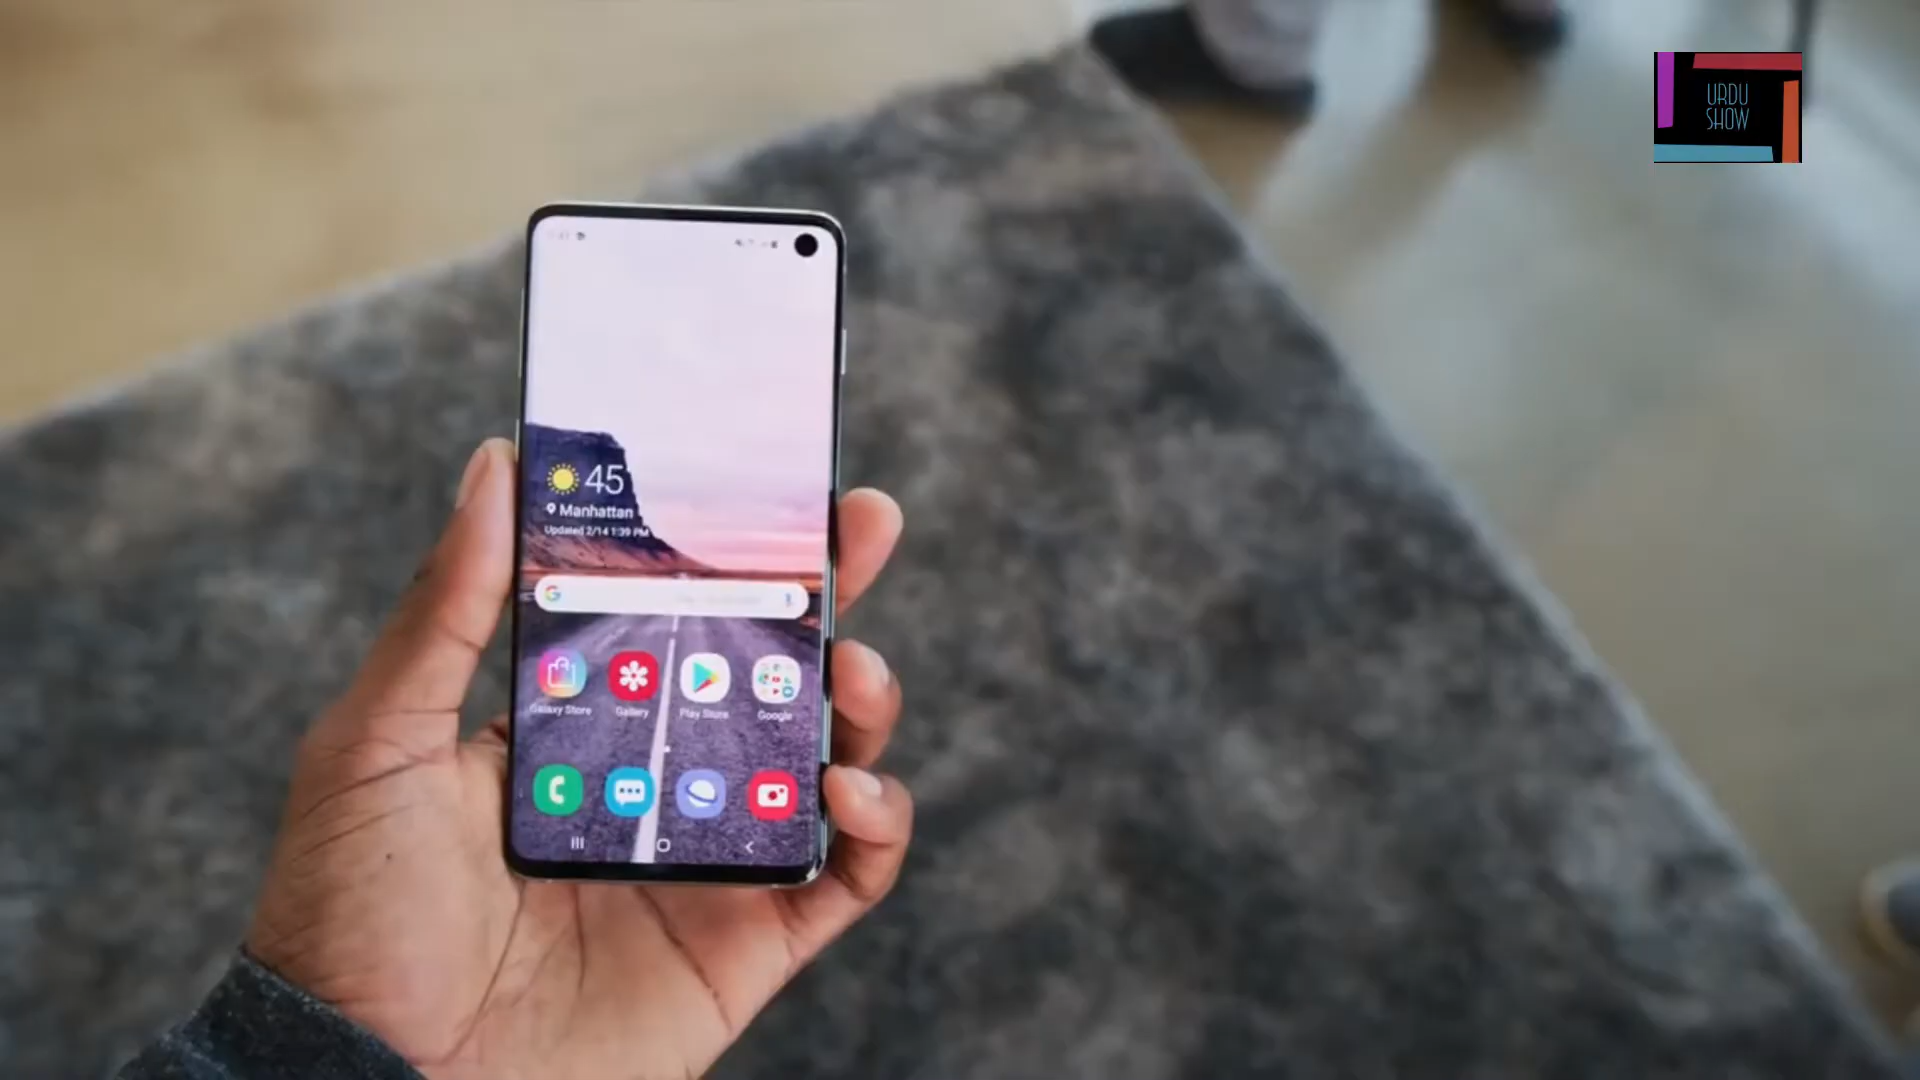 URDU
SHOW
45°
Manhattan
Updated 2/14 1:39 PM
Galaxy Store
Gallery
Play Store
Google